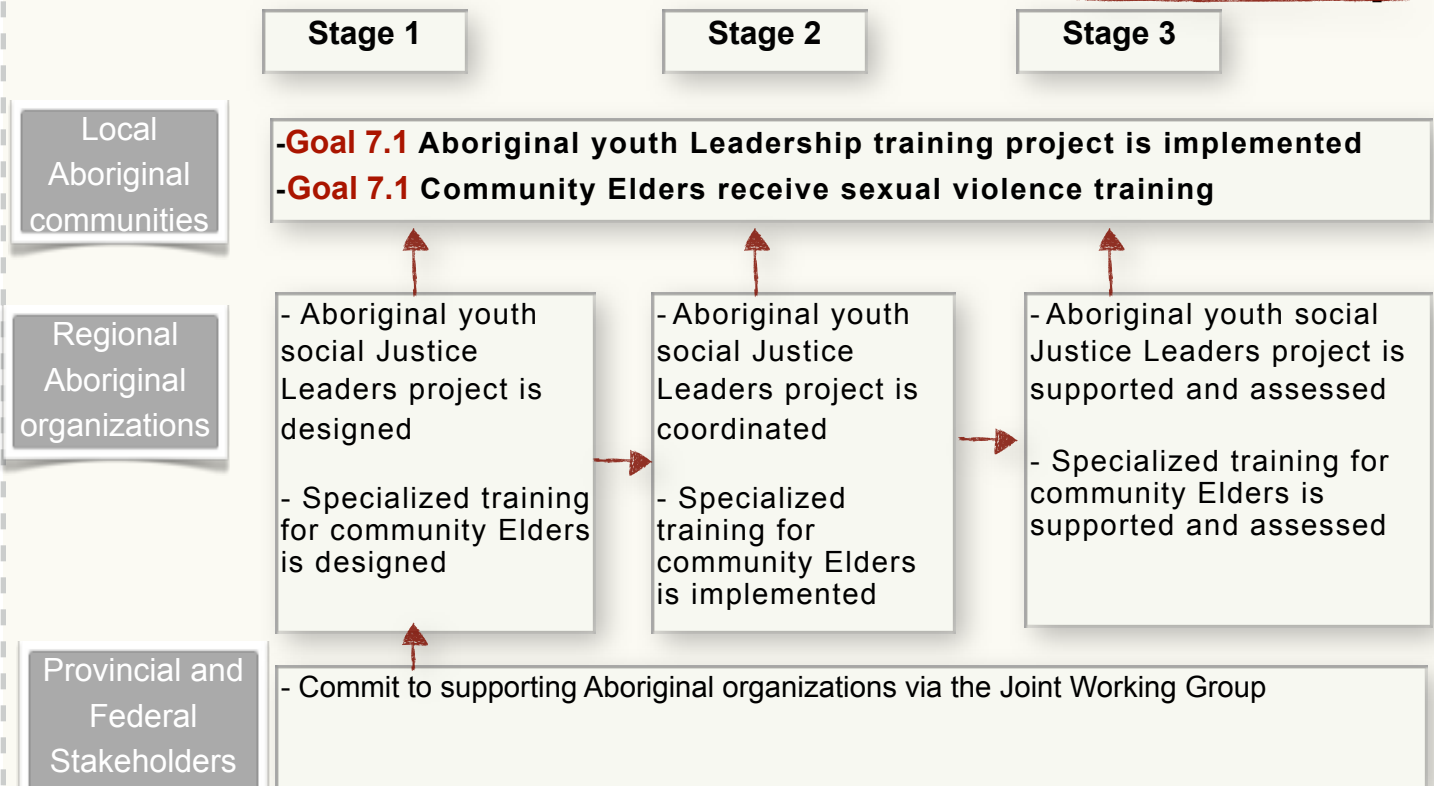 Stage 1
Stage 2
Stage 3
Local
Aboriginal
communities
-Goal 7.1 Aboriginal youth Leadership training project is implemented
-Goal 7.1 Community Elders receive sexual violence training
Regional
Aboriginal
organizations
- Aboriginal youth
social Justice
Leaders project is
designed
- Specialized training
for community Elders
is designed
- Aboriginal youth
social Justice
Leaders project is
coordinated
- Specialized
training for
community Elders
is implemented
- Aboriginal youth social
Justice Leaders project is
supported and assessed
- Specialized training for
community Elders is
supported and assessed
Provincial and
Federal
Stakeholders
- Commit to supporting Aboriginal organizations via the Joint Working Group